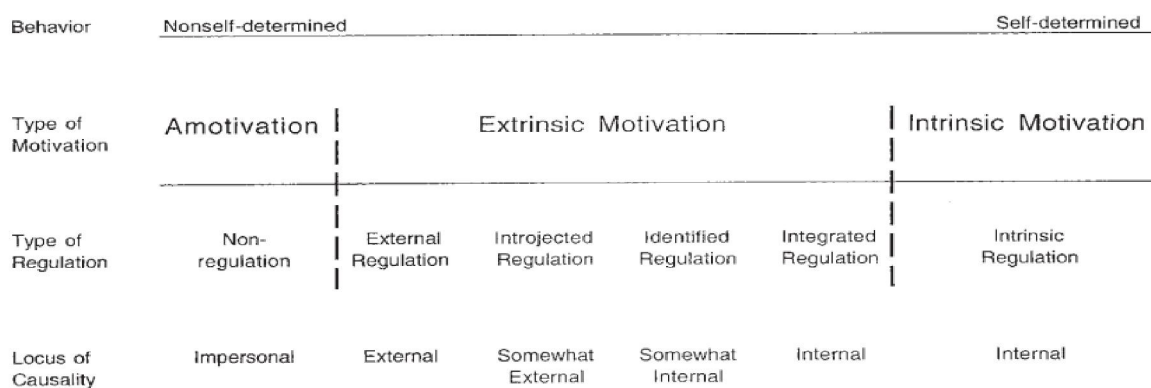 Behavior Nonself-determined Self-determined
Type of Motivation Amotivation Extrinsic Motivation Intrinsic Motivation
Type of Regulation Non-regulation External Regulation Introjected Regulation Identified Regulation Integrated Regulation Intrinsic Regulation
Locus of Causality Impersonal External Somewhat External Somewhat Internal Internal Internal